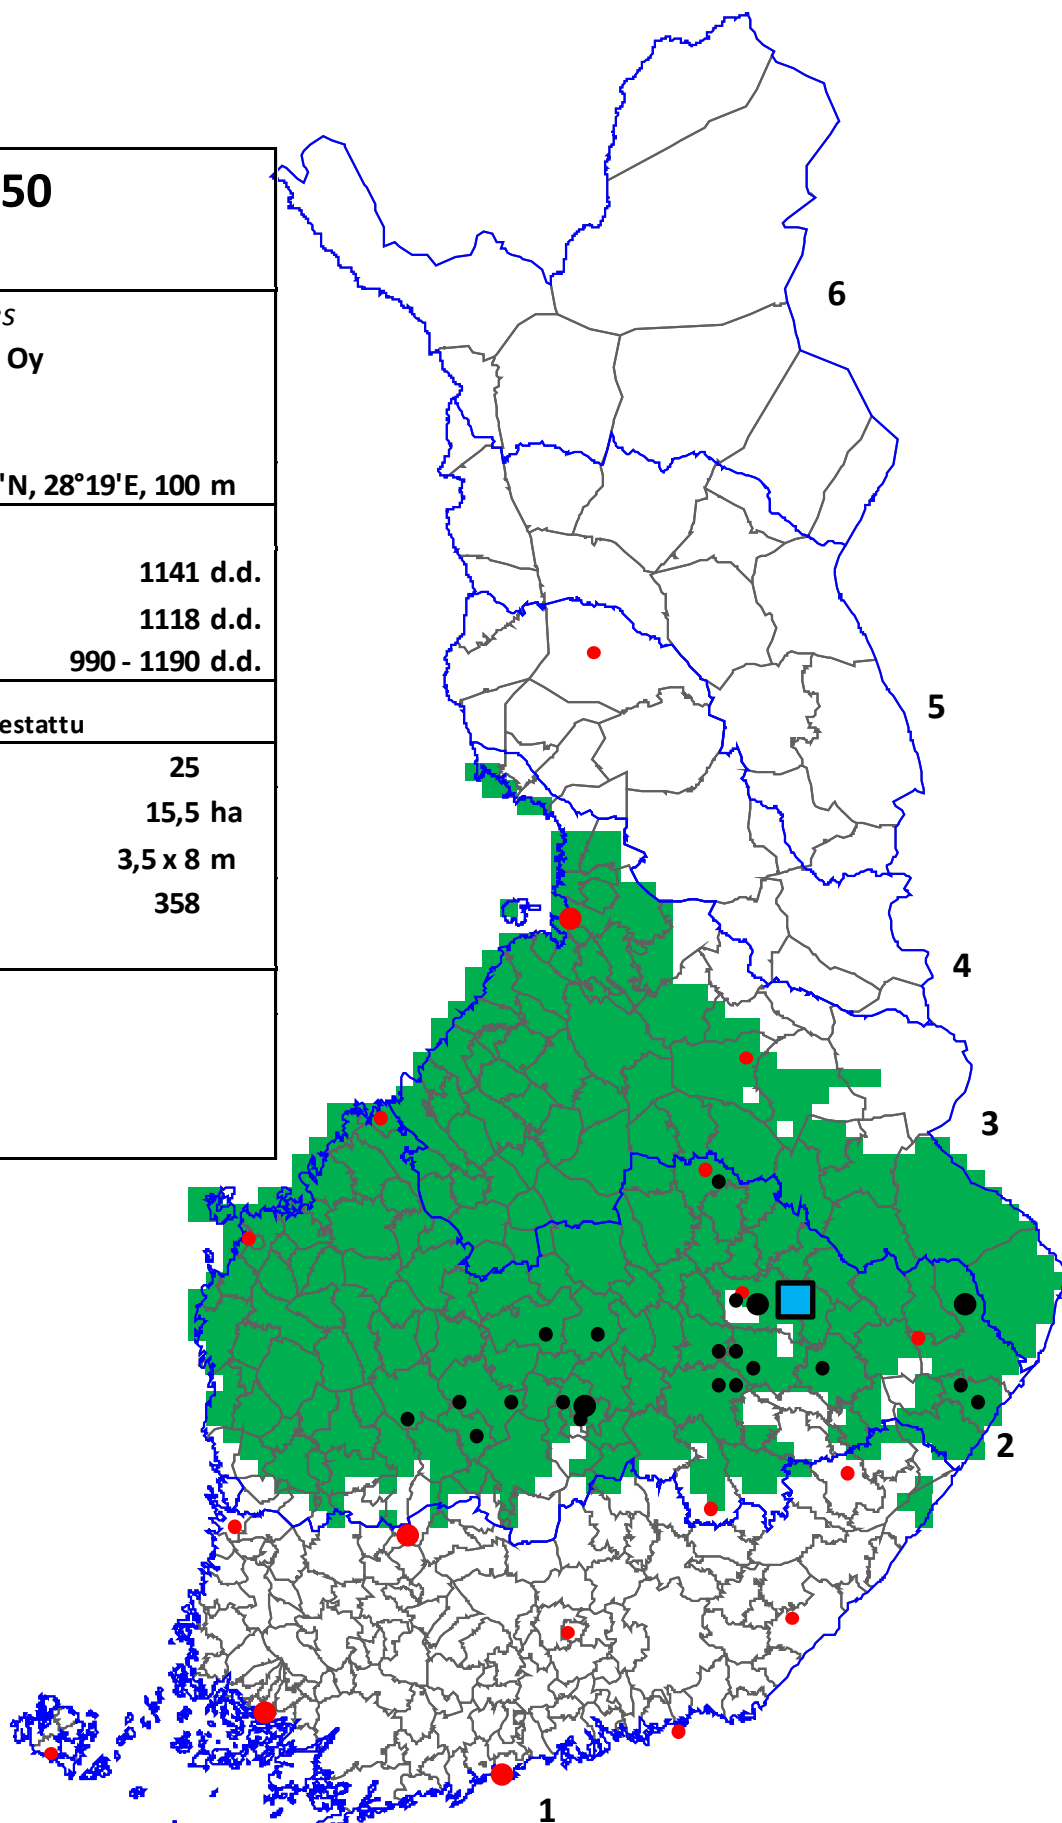 50
es
Oy
'N, 28°19'E, 100 m
1141 d.d.
1118 d.d.
990 - 1190 d.d.
estattu
25
15,5 ha
3,5 x 8 m
358
6
5
4
3
2
1